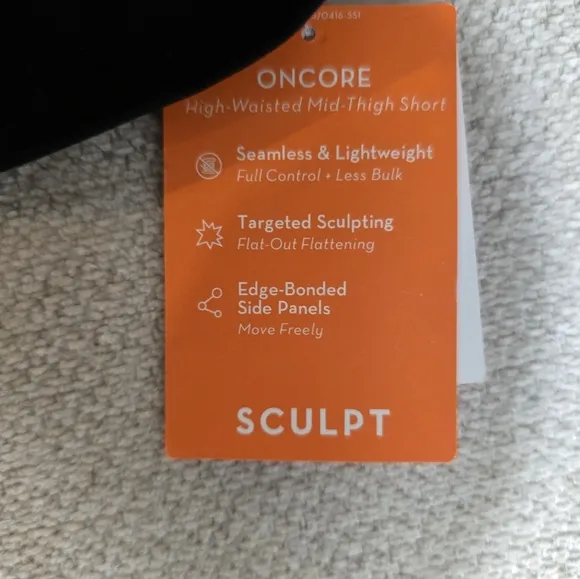 ONCORE
High-Waisted Mid-Thigh Short
Seamless & Lightweight
Full Control + Less Bulk
Targeted Sculpting
Flat-Out Flattening
Edge-Bonded
Side Panels
Move Freely
SCULPT